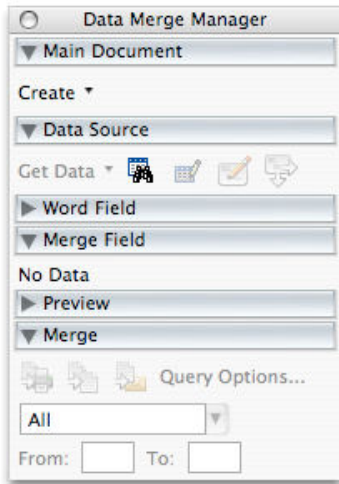 Data Merge Manager
Main Document
Create
Data Source
Get Data
Word Field
Merge Field
No Data
Preview
Merge
Query Options...
All
From: To: